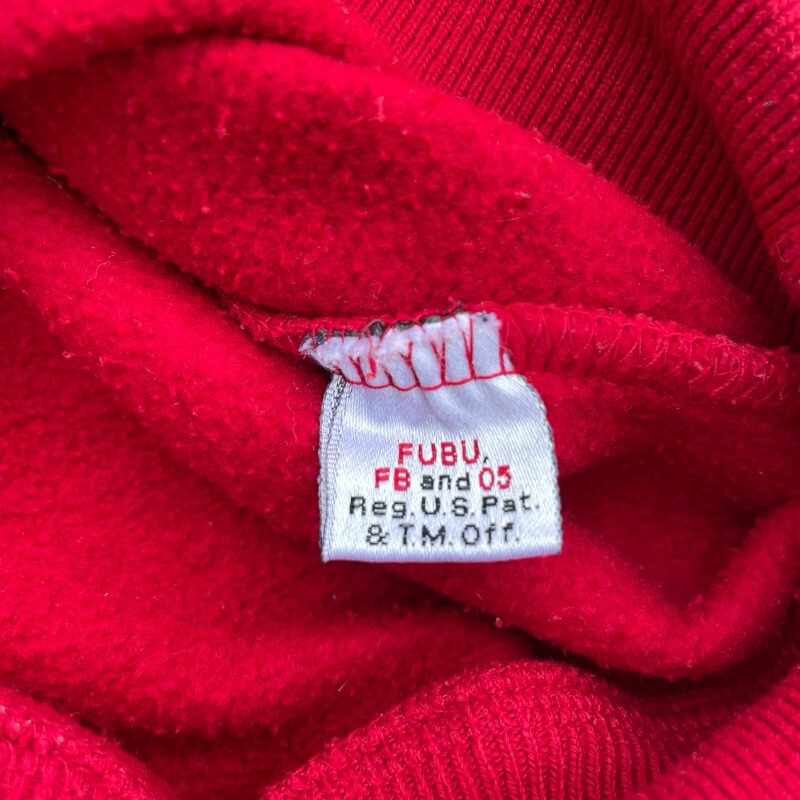 FUBU,
FB and 05
Reg. U.S. Pat.
& T.M. Off.